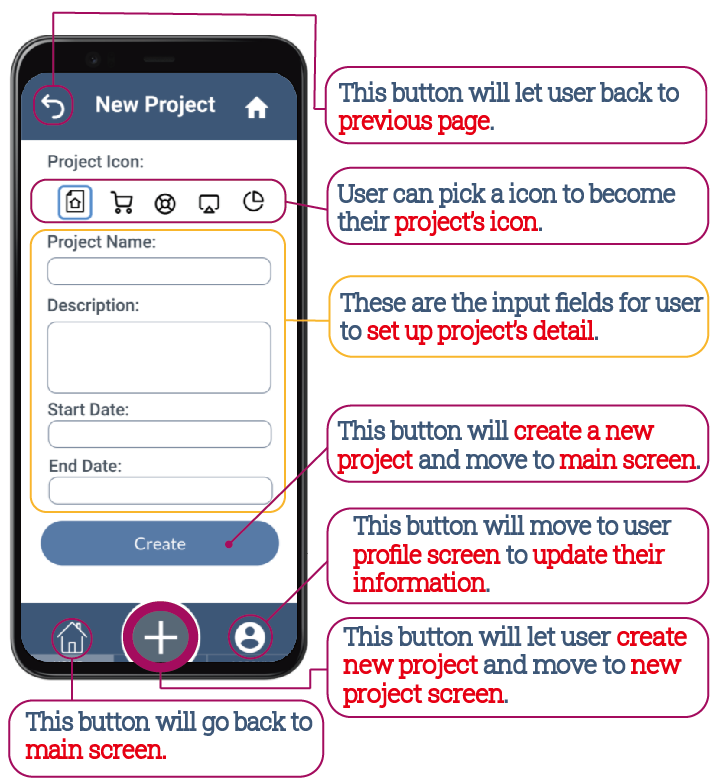 New Project
This button will let user back to
previous page.
Project Icon:
User can pick a icon to become
their project's icon.
Project Name:
These are the input fields for user
to set up project's detail.
Description:
Start Date:
This button will create a new
project and move to main screen.
End Date:
Create
This button will move to user
profile screen to update their
information.
This button will let user create
new project and move to new
project screen.
This button will go back to
main screen.